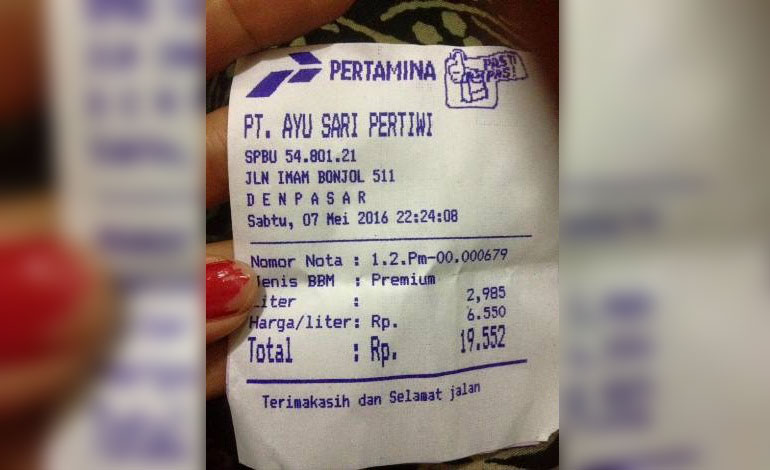 PERTAMINA
PASTI
PAS!
PT. AYU SARI PERTIWI
SPBU 54.801.21
JLN IMAM BONJOL 511
D E N P A S A R
Sabtu, 07 Mei 2016 22:24:08
Nomor Nota : 1.2.Pm-00.000679
Jenis BBM : Premium
Liter : 2,985
Harga/liter: Rp. 6.550
Total : Rp. 19.552
Terimakasih dan Selamat jalan